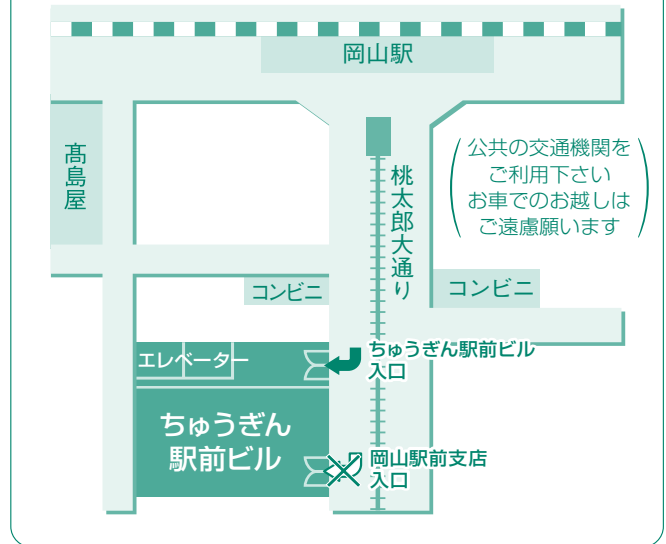 岡山駅
髙島屋
桃太郎大通り
公共の交通機関を
ご利用下さい
お車でのお越しは
ご遠慮願います
コンビニ
コンビニ
エレベーター
ちゅうぎん駅前ビル
入口
ちゅうぎん
駅前ビル
岡山駅前支店
入口